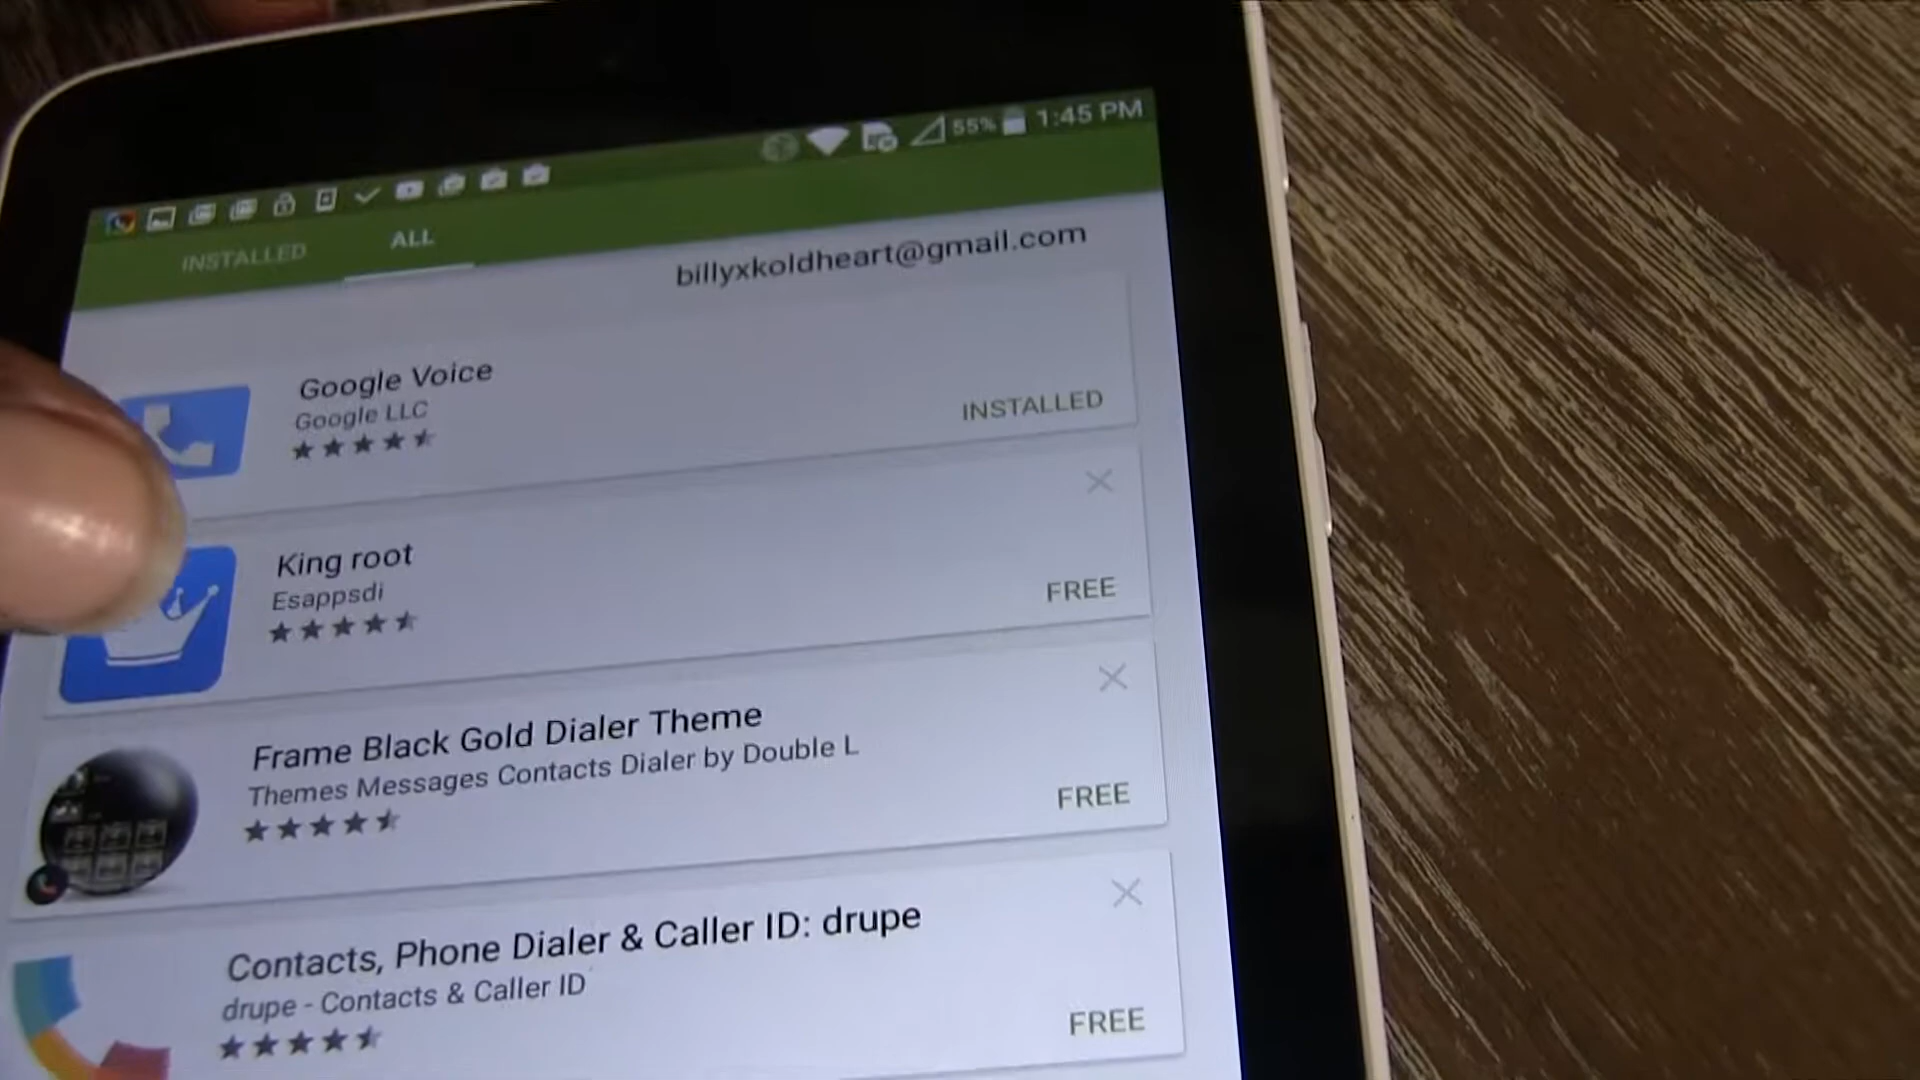 55% 1:45 PM
INSTALLED ALL
billyxkoldheart@gmail.com
Google Voice
Google LLC
INSTALLED
King root
Esappsdi
FREE
Frame Black Gold Dialer Theme
Themes Messages Contacts Dialer by Double L
FREE
Contacts, Phone Dialer & Caller ID: drupe
drupe - Contacts & Caller ID
FREE